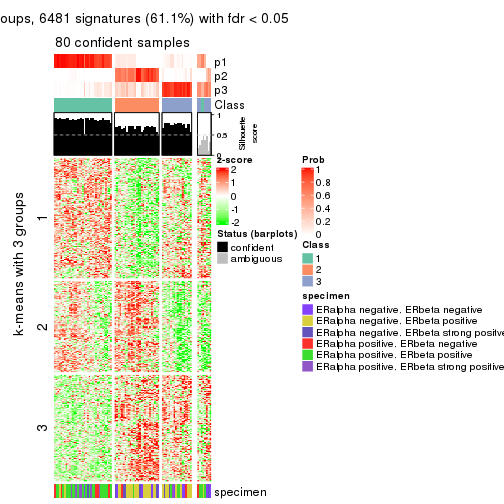 oups, 6481 signatures (61.1%) with fdr < 0.05
80 confident samples
p1
p2
p3
Class
1
0.5
0
Silhouette
score
k-means with 3 groups
1
2
3
z-score
2
1
0
-1
-2
Status (barplots)
confident
ambiguous
Prob
1
0.8
0.6
0.4
0.2
0
Class
1
2
3
specimen
ERalpha negative. ERbeta negative
ERalpha negative. ERbeta positive
ERalpha negative. ERbeta strong positive
ERalpha positive. ERbeta negative
ERalpha positive. ERbeta positive
ERalpha positive. ERbeta strong positive
specimen